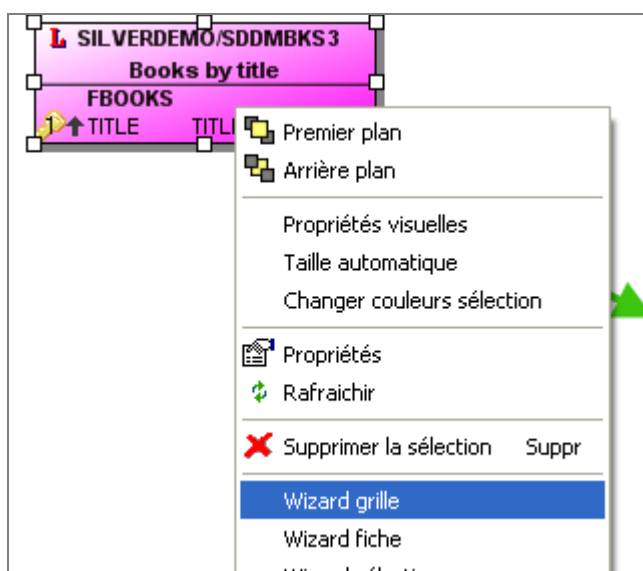 L SILVERDEMO/SDDMBKS3
Books by title
FBOOKS
1 TITLE
Premier plan
Arrière plan
Propriétés visuelles
Taille automatique
Changer couleurs sélection
Propriétés
Rafraichir
Supprimer la sélection Suppr
Wizard grille
Wizard fiche